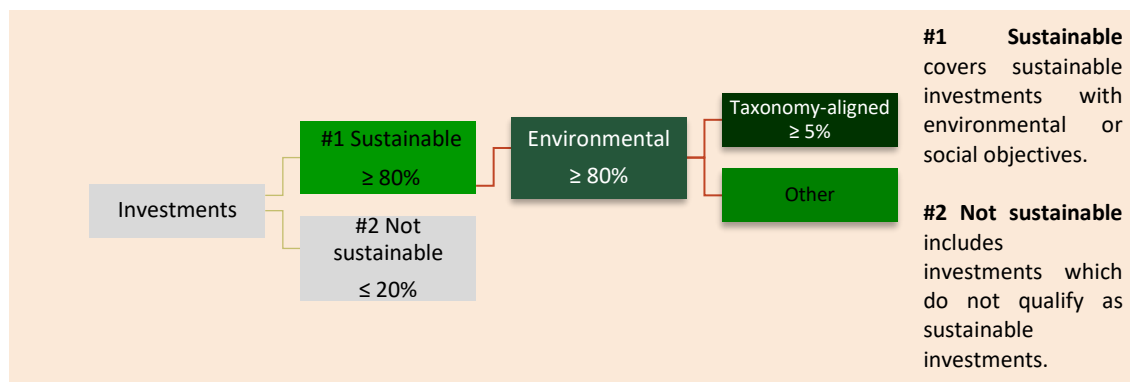 Investments
#1 Sustainable
≥ 80%
#2 Not
sustainable
≤ 20%
Environmental
≥ 80%
Taxonomy-aligned
≥ 5%
Other
#1 Sustainable
covers sustainable
investments with
environmental or
social objectives.
#2 Not sustainable
includes
investments which
do not qualify as
sustainable
investments.